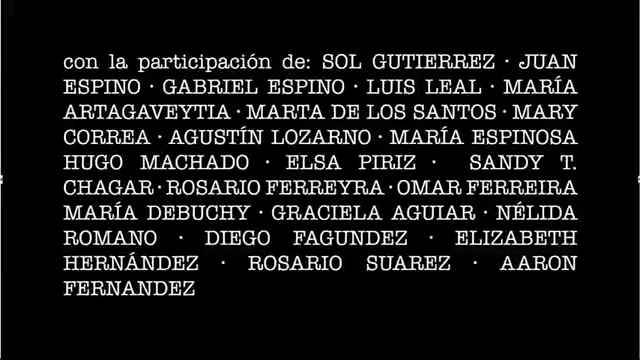 con la participación de: SOL GUTIERREZ · JUAN
ESPINO · GABRIEL ESPINO · LUIS LEAL · MARÍA
ARTAGAVEYTIA · MARTA DE LOS SANTOS · MARY
CORREA · AGUSTÍN LOZARNO · MARÍA ESPINOSA
HUGO MACHADO · ELSA PIRIZ · SANDY T.
CHAGAR · ROSARIO FERREYRA · OMAR FERREIRA
MARÍA DEBUCHY · GRACIELA AGUIAR · NÉLIDA
ROMANO · DIEGO FAGUNDEZ · ELIZABETH
HERNÁNDEZ · ROSARIO SUAREZ · AARON
FERNANDEZ